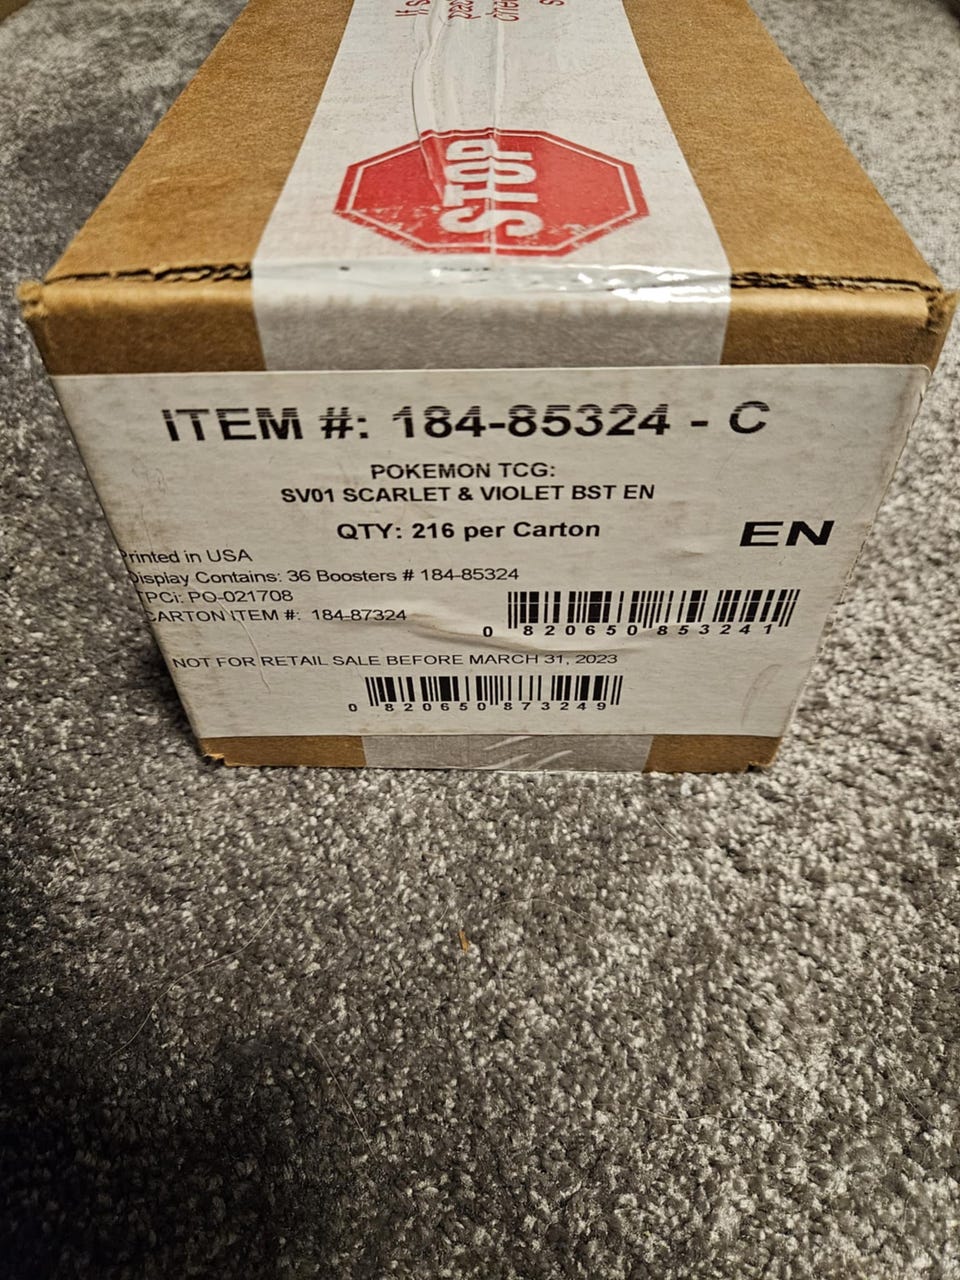 STOP
ITEM #: 184-85324 - C
POKEMON TCG:
SV01 SCARLET & VIOLET BST EN
QTY: 216 per Carton
EN
Printed in USA
Display Contains: 36 Boosters # 184-85324
TPCi: PO-021708
CARTON ITEM #: 184-87324
0 820650 853241
NOT FOR RETAIL SALE BEFORE MARCH 31, 2023
0 820650 873249